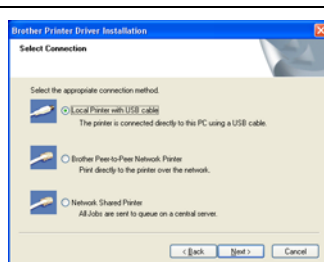 Brother Printer Driver Installation
Select Connection
Select the appropriate connection method.
Local Printer with USB cable
The printer is connected directly to this PC using a USB cable.
Brother Peer-to-Peer Network Printer
Print directly to the printer over the network.
Network Shared Printer
All Jobs are sent to queue on a central server.
< Back Next > Cancel